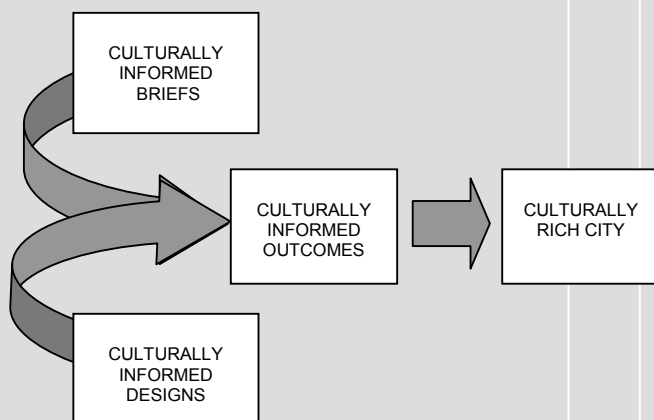 CULTURALLY
INFORMED
BRIEFS
CULTURALLY
INFORMED
OUTCOMES
CULTURALLY
RICH CITY
CULTURALLY
INFORMED
DESIGNS